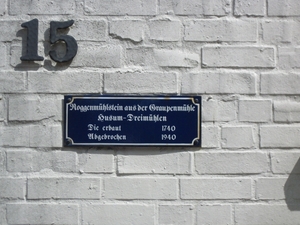 15
Roggenmühlstein aus der Graupenmühle
Husum-Dreimühlen
Die erbaut 1740
Abgebrochen 1940